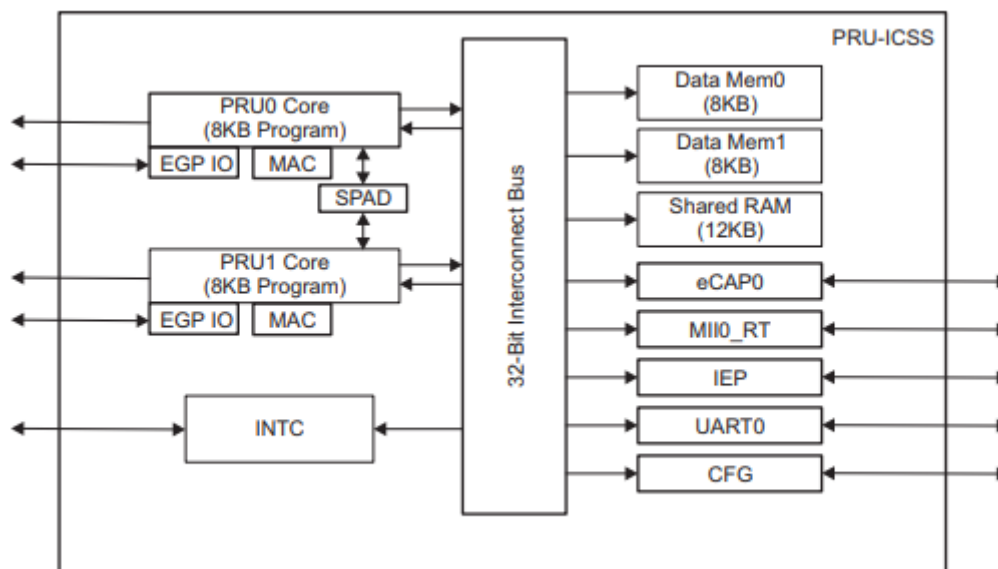 PRU-ICSS
PRU0 Core
(8KB Program)
EGP IO
MAC
SPAD
PRU1 Core
(8KB Program)
EGP IO
MAC
INTC
32-Bit Interconnect Bus
Data Mem0
(8KB)
Data Mem1
(8KB)
Shared RAM
(12KB)
eCAP0
MII0_RT
IEP
UART0
CFG